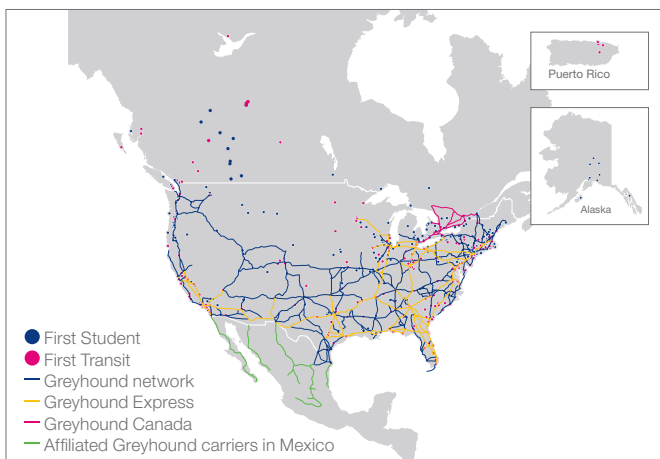 Puerto Rico
Alaska
First Student
First Transit
Greyhound network
Greyhound Express
Greyhound Canada
Affiliated Greyhound carriers in Mexico